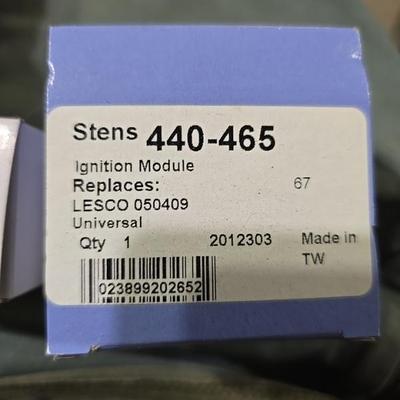 Stens 440-465
Ignition Module
Replaces: 67
LESCO 050409
Universal
Qty 1 2012303 Made in
TW
023899202652